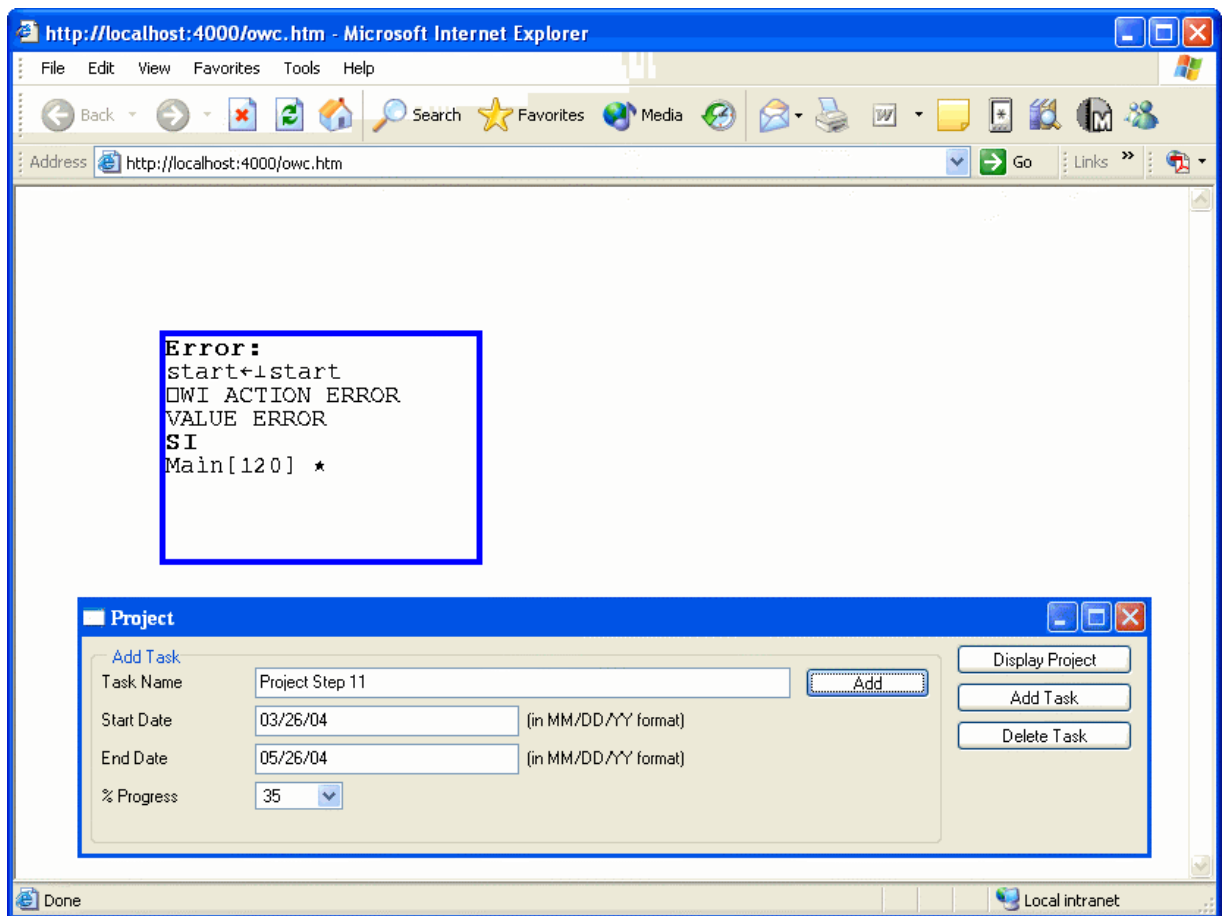 http://localhost:4000/owc.htm - Microsoft Internet Explorer
File Edit View Favorites Tools Help
Back Search Favorites Media
Address http://localhost:4000/owc.htm Go Links »
Error:
start←⊥start
⎕WI ACTION ERROR
VALUE ERROR
SI
Main[120] ⋆
Project
Add Task
Task Name Project Step 11 Add
Start Date 03/26/04 (in MM/DD/YY format)
End Date 05/26/04 (in MM/DD/YY format)
% Progress 35
Display Project
Add Task
Delete Task
Done Local intranet